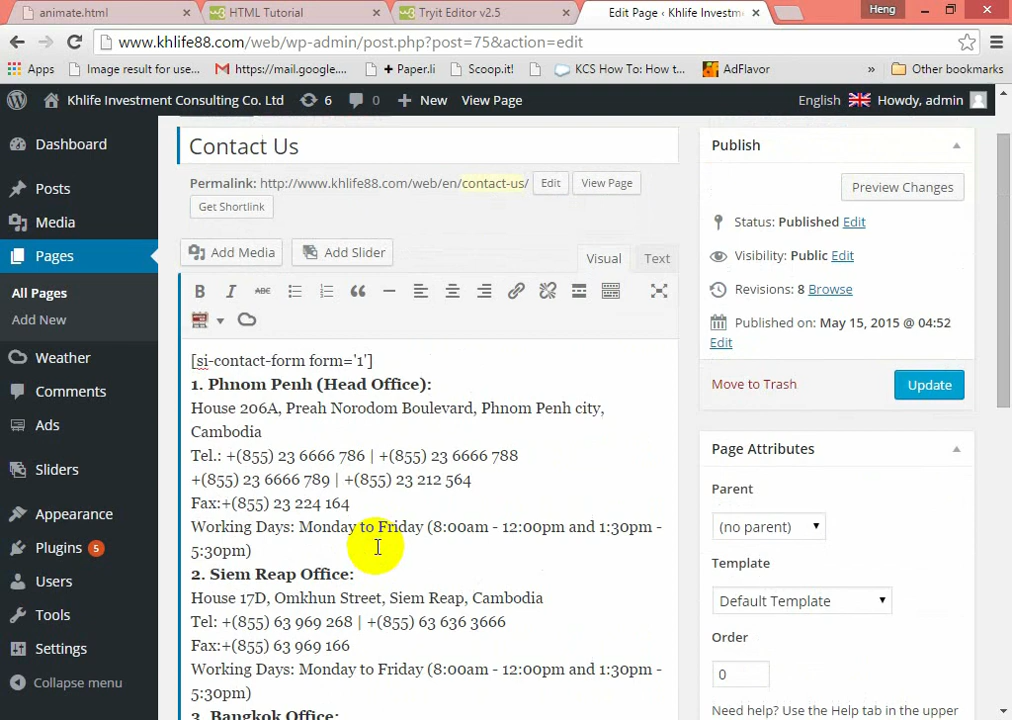 animate.html
HTML Tutorial
Tryit Editor v2.5
Edit Page ‹ Khlife Investm
Heng
www.khlife88.com/web/wp-admin/post.php?post=75&action=edit
Apps
Image result for use...
https://mail.google....
+ Paper.li
Scoop.it!
KCS How To: How t...
AdFlavor
»
Other bookmarks
Khlife Investment Consulting Co. Ltd
6
0
New
View Page
English
Howdy, admin
Dashboard
Posts
Media
Pages
All Pages
Add New
Weather
Comments
Ads
Sliders
Appearance
Plugins 5
Users
Tools
Settings
Collapse menu
Contact Us
Permalink: http://www.khlife88.com/web/en/contact-us/
Edit
View Page
Get Shortlink
Add Media
Add Slider
Visual
Text
B
I
ABC
[si-contact-form form='1']
1. Phnom Penh (Head Office):
House 206A, Preah Norodom Boulevard, Phnom Penh city,
Cambodia
Tel.: +(855) 23 6666 786 | +(855) 23 6666 788
+(855) 23 6666 789 | +(855) 23 212 564
Fax:+(855) 23 224 164
Working Days: Monday to Friday (8:00am - 12:00pm and 1:30pm -
5:30pm)
2. Siem Reap Office:
House 17D, Omkhun Street, Siem Reap, Cambodia
Tel: +(855) 63 969 268 | +(855) 63 636 3666
Fax:+(855) 63 969 166
Working Days: Monday to Friday (8:00am - 12:00pm and 1:30pm -
5:30pm)
3. Bangkok Office:
Publish
Preview Changes
Status: Published Edit
Visibility: Public Edit
Revisions: 8 Browse
Published on: May 15, 2015 @ 04:52
Edit
Move to Trash
Update
Page Attributes
Parent
(no parent)
Template
Default Template
Order
0
Need help? Use the Help tab in the upper